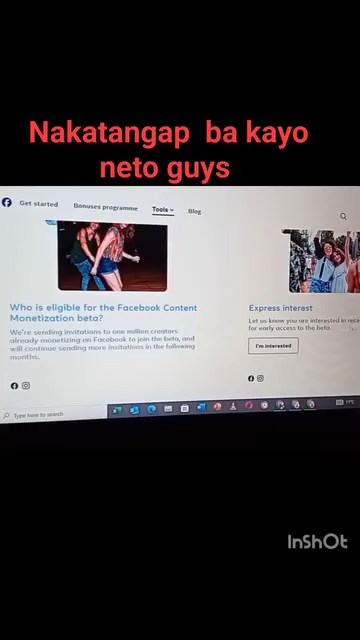 Nakatangap ba kayo
neto guys
Get started
Bonuses programme
Tools
Blog
Who is eligible for the Facebook Content
Monetization beta?
We're sending invitations to one million creators
already monetizing on Facebook to join the beta, and
will continue sending more invitations in the following
months.
Express interest
Let us know you are interested in rece
for early access to the beta.
I'm interested
Type here to search
11°C
InShOt